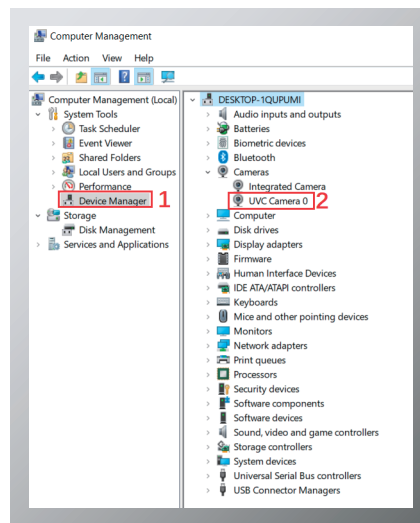 Computer Management
File Action View Help
Computer Management (Local)
System Tools
Task Scheduler
Event Viewer
Shared Folders
Local Users and Groups
Performance
Device Manager 1
Storage
Disk Management
Services and Applications
DESKTOP-1QUPUMI
Audio inputs and outputs
Batteries
Biometric devices
Bluetooth
Cameras
Integrated Camera
UVC Camera 0 2
Computer
Disk drives
Display adapters
Firmware
Human Interface Devices
IDE ATA/ATAPI controllers
Keyboards
Mice and other pointing devices
Monitors
Network adapters
Print queues
Processors
Security devices
Software components
Software devices
Sound, video and game controllers
Storage controllers
System devices
Universal Serial Bus controllers
USB Connector Managers